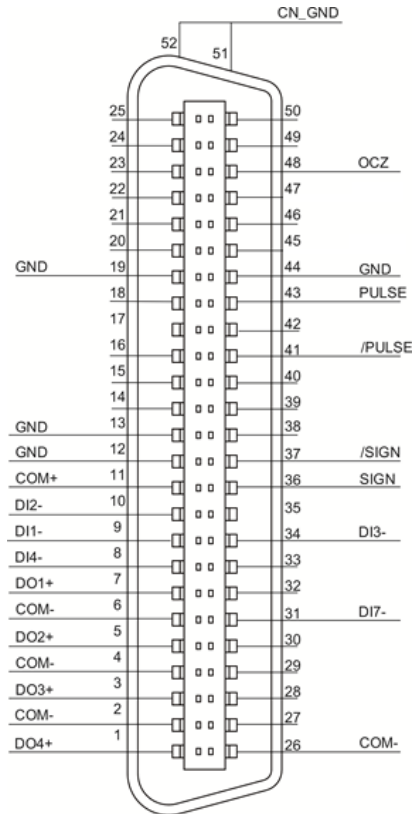 CN_GND
52 51
25 50
24 49
23 48 OCZ
22 47
21 46
20 45
GND 19 44 GND
18 43 PULSE
17 42
16 41 /PULSE
15 40
14 39
GND 13 38
GND 12 37 /SIGN
COM+ 11 36 SIGN
DI2- 10 35
DI1- 9 34 DI3-
DI4- 8 33
DO1+ 7 32
COM- 6 31 DI7-
DO2+ 5 30
COM- 4 29
DO3+ 3 28
COM- 2 27
DO4+ 1 26 COM-